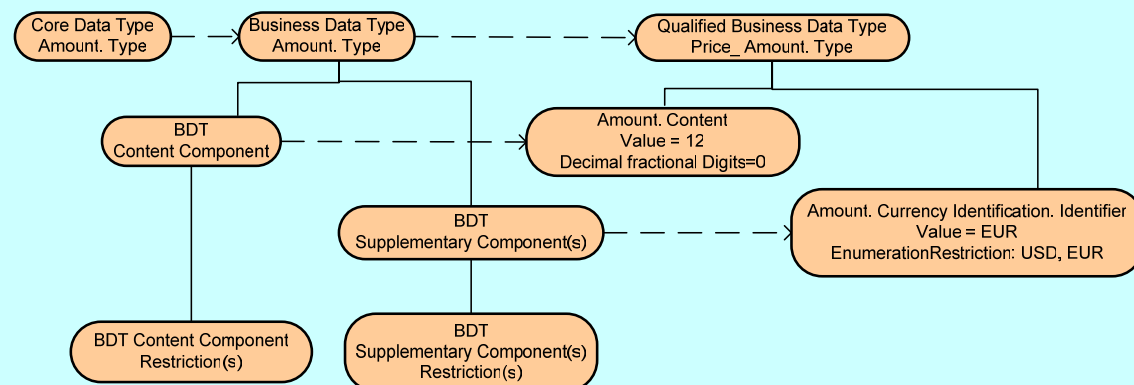 Core Data Type
Amount. Type
Business Data Type
Amount. Type
Qualified Business Data Type
Price_ Amount. Type
BDT
Content Component
Amount. Content
Value = 12
Decimal fractional Digits=0
BDT
Supplementary Component(s)
Amount. Currency Identification. Identifier
Value = EUR
EnumerationRestriction: USD, EUR
BDT Content Component
Restriction(s)
BDT
Supplementary Component(s)
Restriction(s)